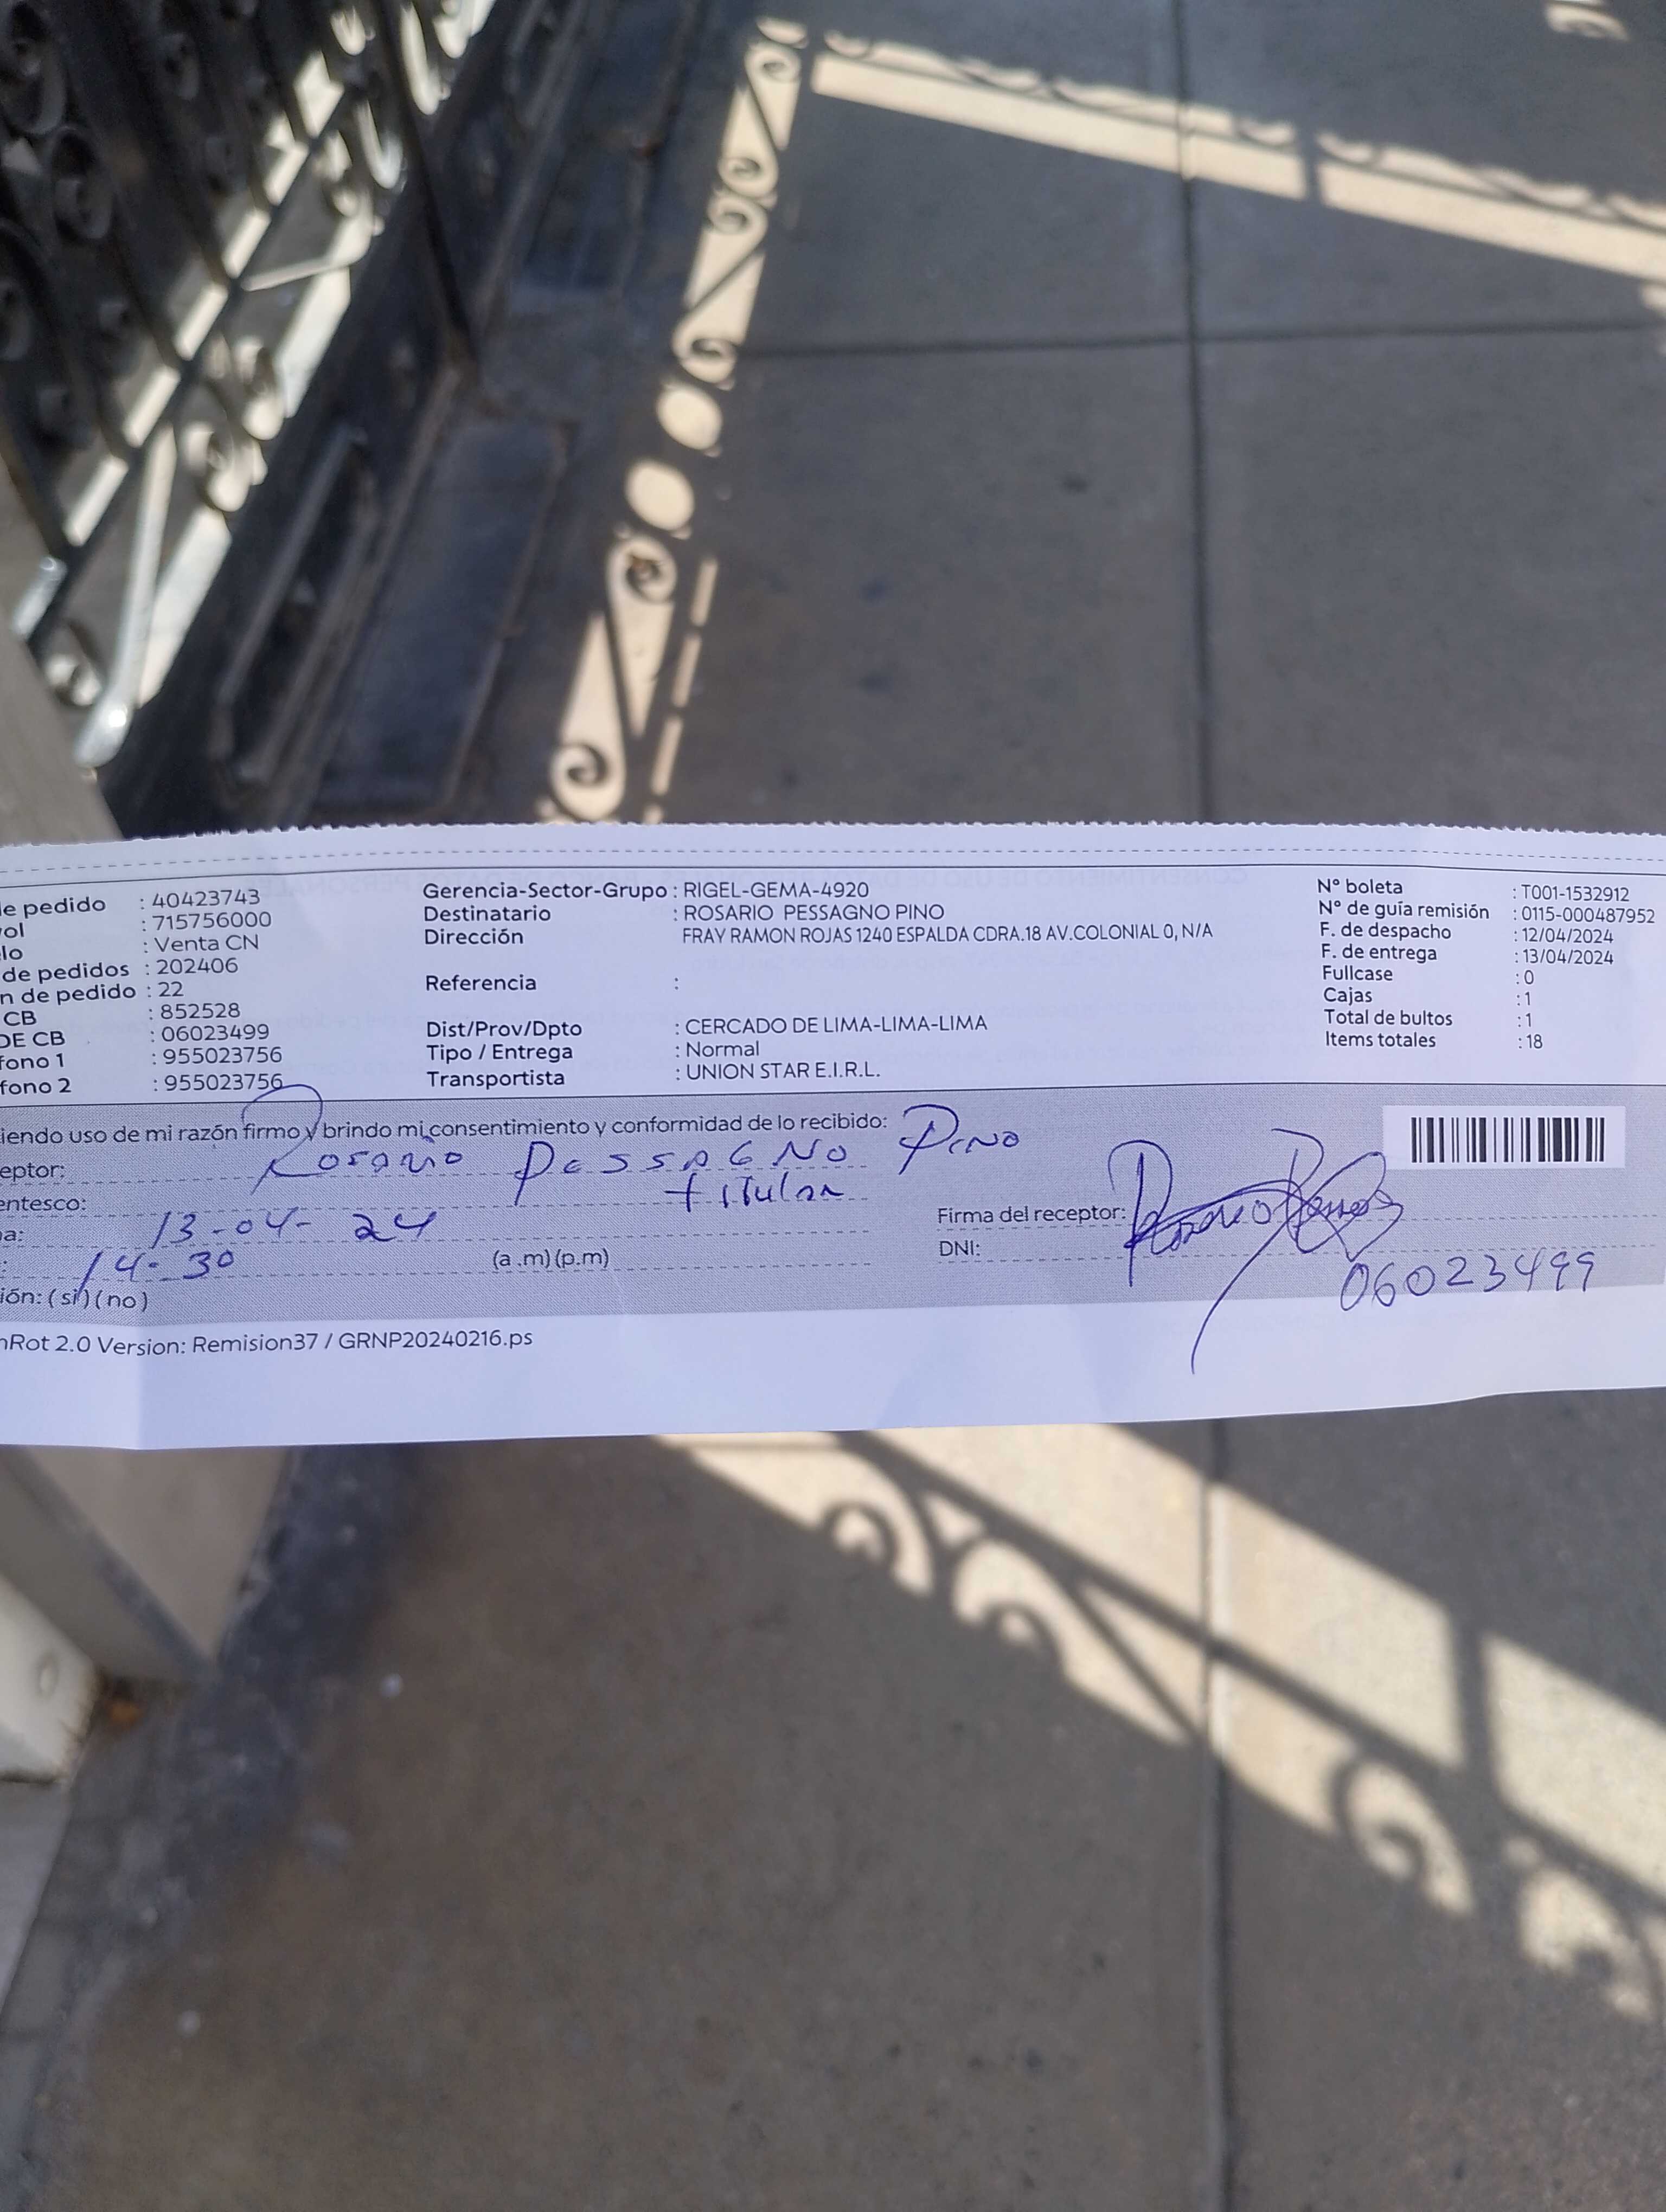 e pedido : 40423743
ol : 715756000
lo : Venta CN
de pedidos : 202406
n de pedido : 22
CB : 852528
DE CB : 06023499
fono 1 : 955023756
fono 2 : 955023756
Gerencia-Sector-Grupo : RIGEL-GEMA-4920
Destinatario : ROSARIO PESSAGNO PINO
Dirección FRAY RAMON ROJAS 1240 ESPALDA CDRA.18 AV.COLONIAL 0, N/A
Referencia :
Dist/Prov/Dpto : CERCADO DE LIMA-LIMA-LIMA
Tipo / Entrega : Normal
Transportista : UNION STAR E.I.R.L.
N° boleta : T001-1532912
N° de guía remisión : 0115-000487952
F. de despacho : 12/04/2024
F. de entrega : 13/04/2024
Fullcase : 0
Cajas : 1
Total de bultos : 1
Items totales : 18
iendo uso de mi razón firmo y brindo mi consentimiento y conformidad de lo recibido:
eptor: Rosario Pessagno Pino
entesco: titular
a: 13-04-24
: 14-30 (a.m)(p.m)
ión: (si) (no)
Firma del receptor:
DNI: 06023499
nRot 2.0 Version: Remision37 / GRNP20240216.ps